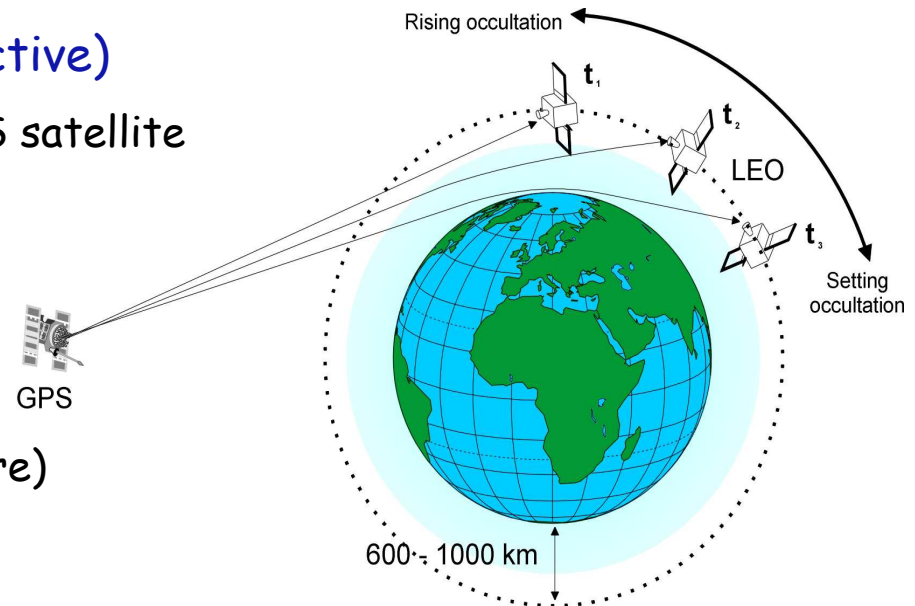 ctive)
S satellite
re)
Rising occultation
t₁
t₂
LEO
t₃
Setting
occultation
GPS
600 - 1000 km